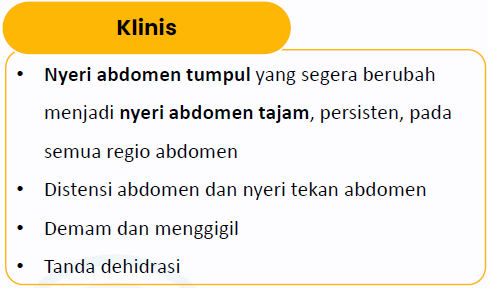 Klinis
• Nyeri abdomen tumpul yang segera berubah
menjadi nyeri abdomen tajam, persisten, pada
semua regio abdomen
• Distensi abdomen dan nyeri tekan abdomen
• Demam dan menggigil
• Tanda dehidrasi